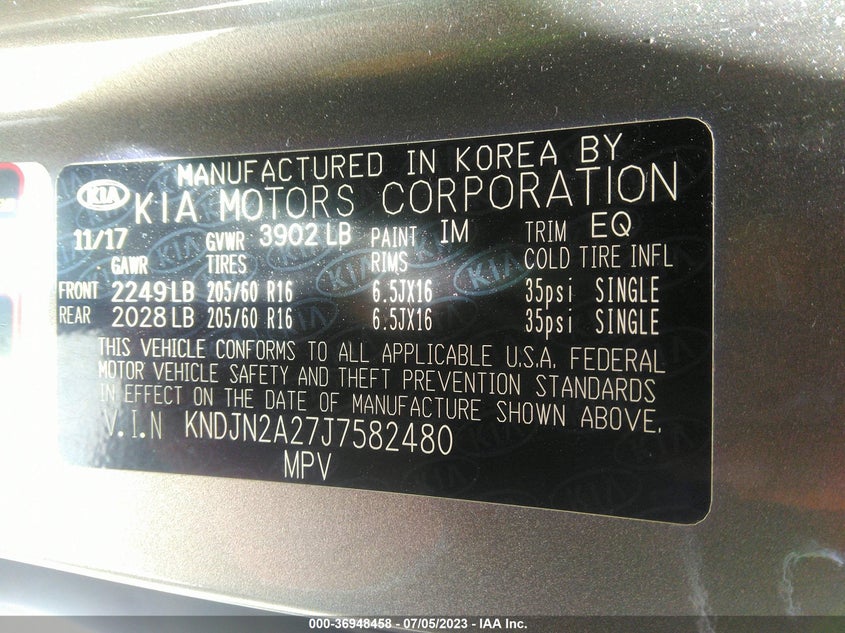 MANUFACTURED IN KOREA BY
KIA KIA MOTORS CORPORATION
11/17 GVWR 3902 LB PAINT IM TRIM EQ
GAWR TIRES RIMS COLD TIRE INFL
FRONT 2249 LB 205/60 R16 6.5JX16 35psi SINGLE
REAR 2028 LB 205/60 R16 6.5JX16 35psi SINGLE
THIS VEHICLE CONFORMS TO ALL APPLICABLE U.S.A. FEDERAL
MOTOR VEHICLE SAFETY AND THEFT PREVENTION STANDARDS
IN EFFECT ON THE DATE OF MANUFACTURE SHOWN ABOVE.
V.I.N KNDJN2A27J7582480
MPV
000-36948458 - 07/05/2023 - IAA Inc.